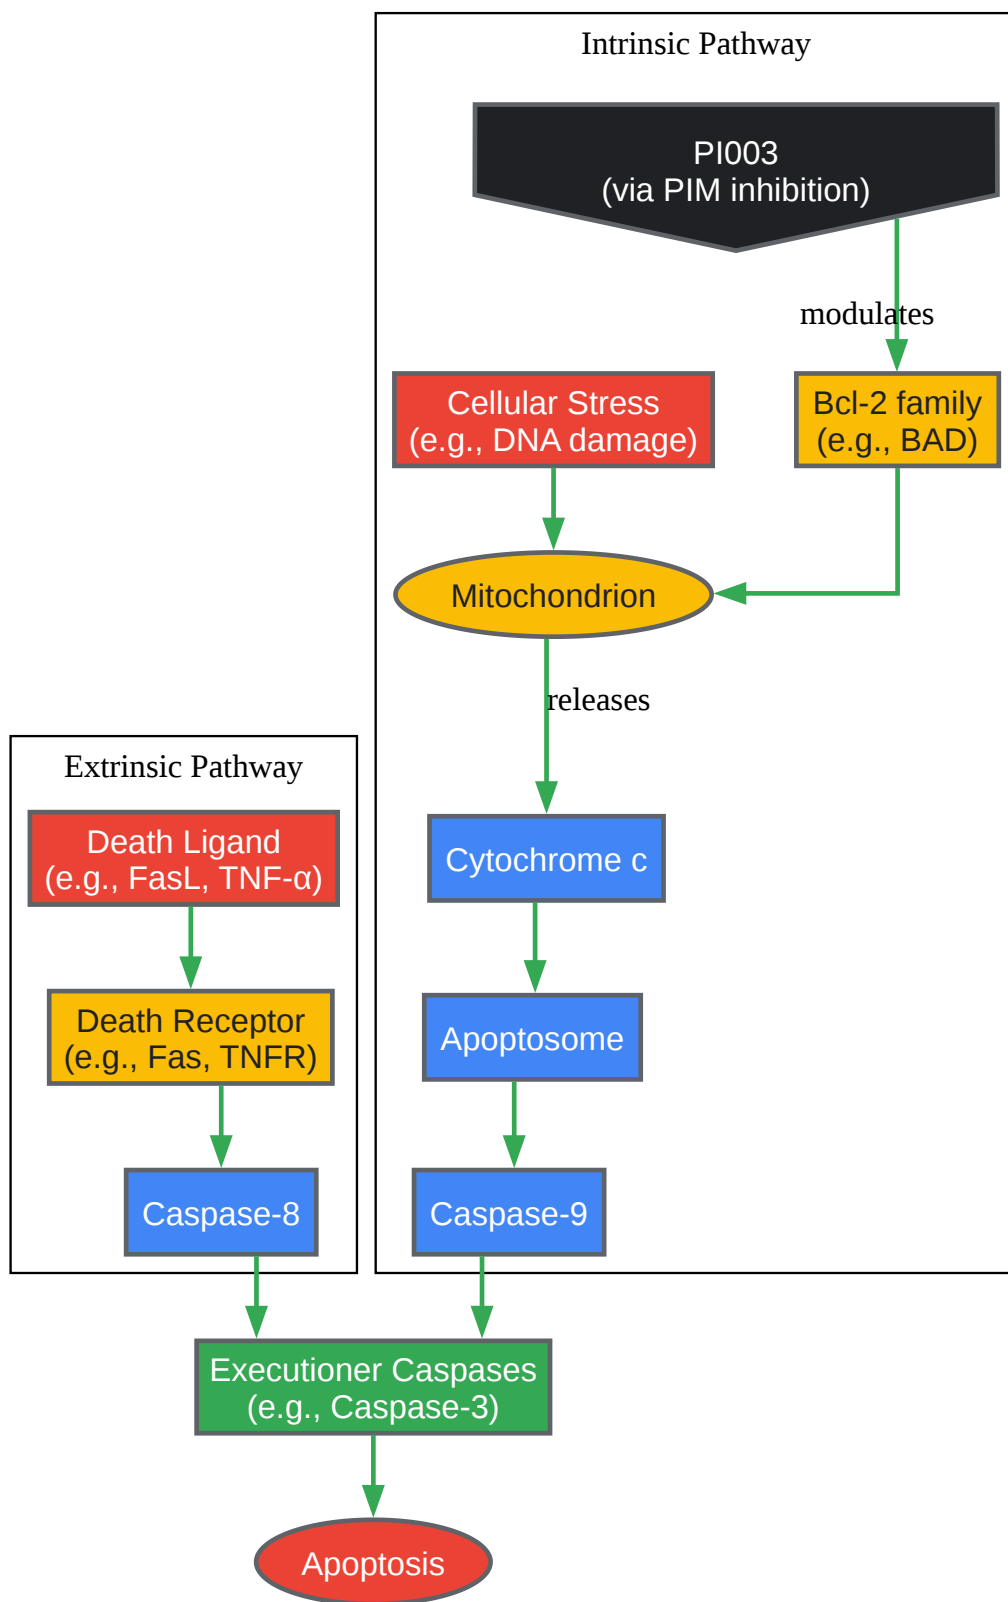 Intrinsic Pathway
PI003
(via PIM inhibition)
modulates
Cellular Stress
(e.g., DNA damage)
Bcl-2 family
(e.g., BAD)
Mitochondrion
releases
Extrinsic Pathway
Death Ligand
(e.g., FasL, TNF-α)
Cytochrome c
Death Receptor
(e.g., Fas, TNFR)
Apoptosome
Caspase-8
Caspase-9
Executioner Caspases
(e.g., Caspase-3)
Apoptosis